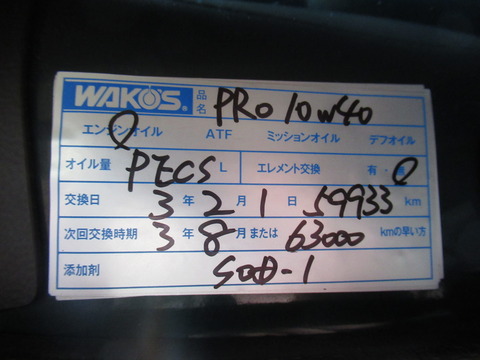 WAKO'S® 品名 PRO 10w40
エンジンオイル ATF ミッションオイル デフオイル
オイル量 PECS L エレメント交換 有・無
交換日 3年 2月 1日 59933 km
次回交換時期 3年 8月または 63000 kmの早い方
添加剤 SOD-1